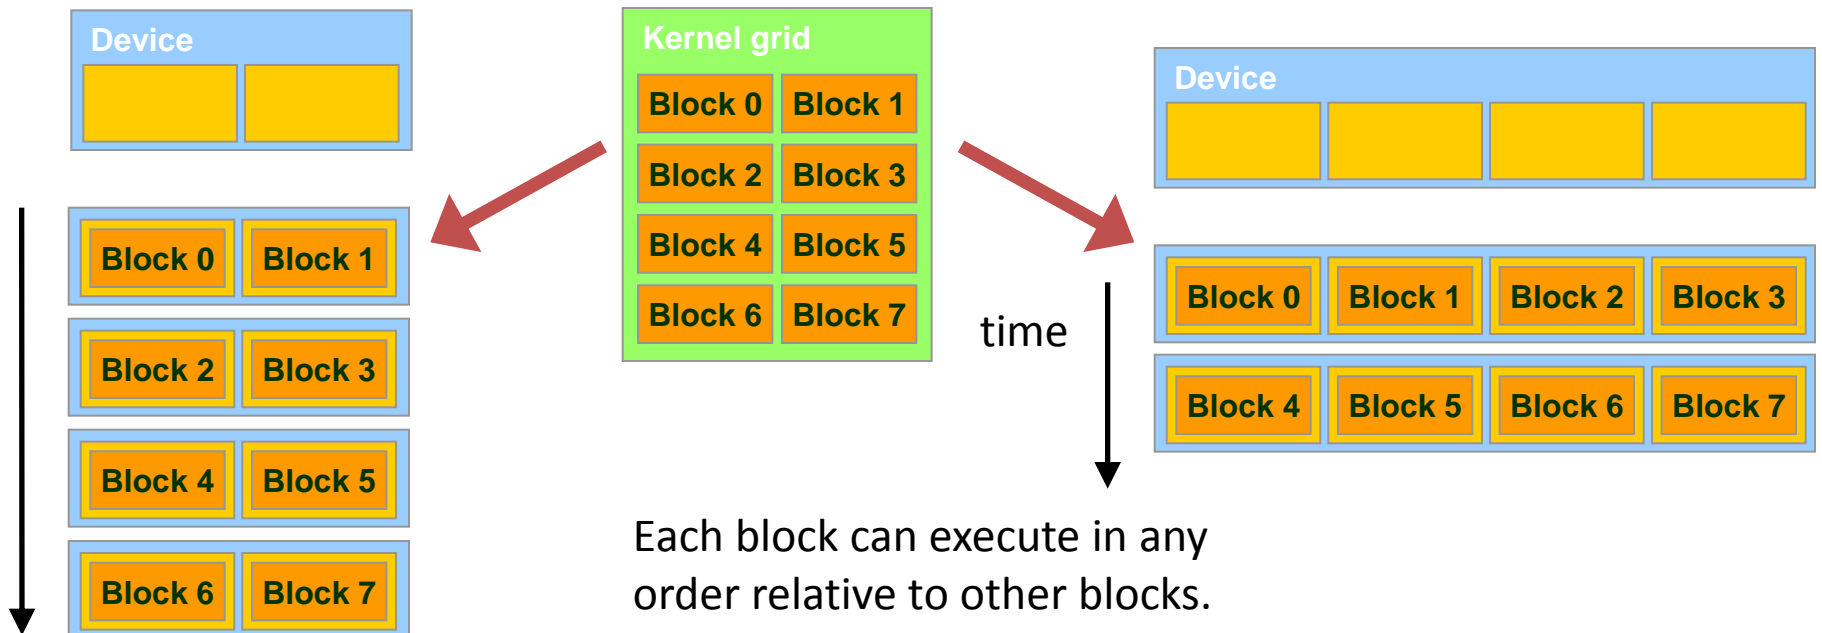 Device
Block 0 Block 1
Block 2 Block 3
Block 4 Block 5
Block 6 Block 7
Kernel grid
Block 0 Block 1
Block 2 Block 3
Block 4 Block 5
Block 6 Block 7
Device
time
Block 0 Block 1 Block 2 Block 3
Block 4 Block 5 Block 6 Block 7
Each block can execute in any
order relative to other blocks.